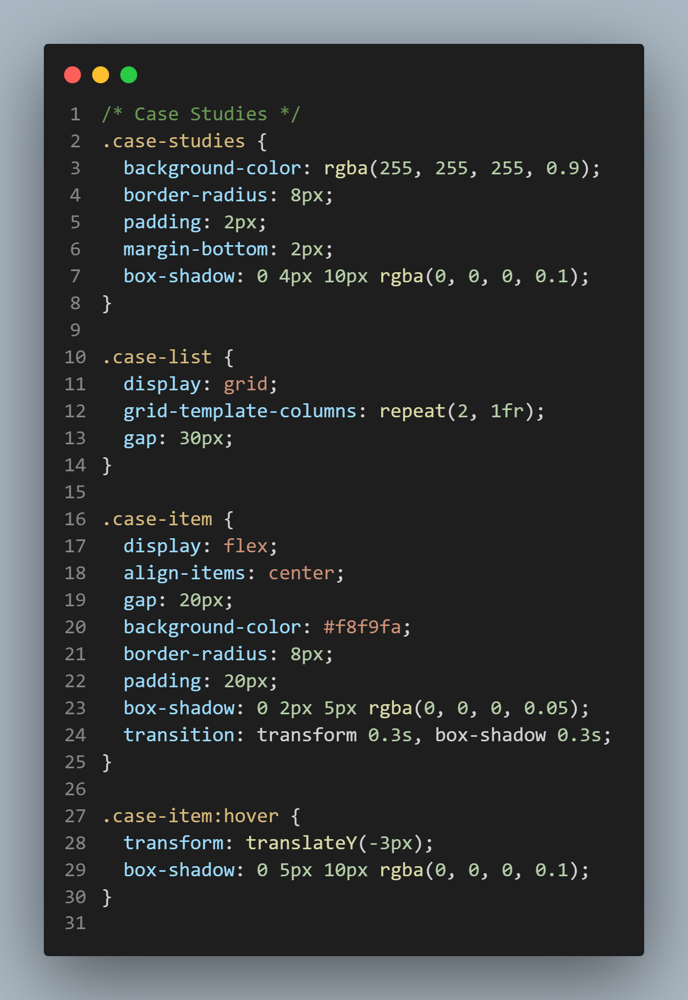 1 /* Case Studies */
2 .case-studies {
3   background-color: rgba(255, 255, 255, 0.9);
4   border-radius: 8px;
5   padding: 2px;
6   margin-bottom: 2px;
7   box-shadow: 0 4px 10px rgba(0, 0, 0, 0.1);
8 }
9
10 .case-list {
11   display: grid;
12   grid-template-columns: repeat(2, 1fr);
13   gap: 30px;
14 }
15
16 .case-item {
17   display: flex;
18   align-items: center;
19   gap: 20px;
20   background-color: #f8f9fa;
21   border-radius: 8px;
22   padding: 20px;
23   box-shadow: 0 2px 5px rgba(0, 0, 0, 0.05);
24   transition: transform 0.3s, box-shadow 0.3s;
25 }
26
27 .case-item:hover {
28   transform: translateY(-3px);
29   box-shadow: 0 5px 10px rgba(0, 0, 0, 0.1);
30 }
31